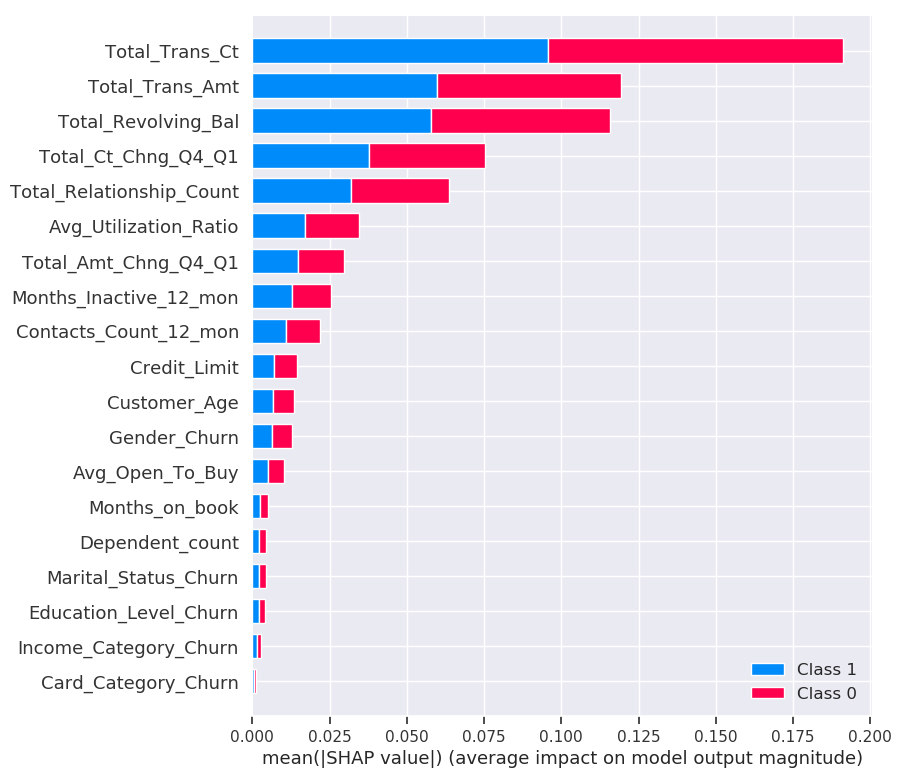 Total_Trans_Ct
Total_Trans_Amt
Total_Revolving_Bal
Total_Ct_Chng_Q4_Q1
Total_Relationship_Count
Avg_Utilization_Ratio
Total_Amt_Chng_Q4_Q1
Months_Inactive_12_mon
Contacts_Count_12_mon
Credit_Limit
Customer_Age
Gender_Churn
Avg_Open_To_Buy
Months_on_book
Dependent_count
Marital_Status_Churn
Education_Level_Churn
Income_Category_Churn
Card_Category_Churn
Class 1
Class 0
0.000 0.025 0.050 0.075 0.100 0.125 0.150 0.175 0.200
mean(|SHAP value|) (average impact on model output magnitude)